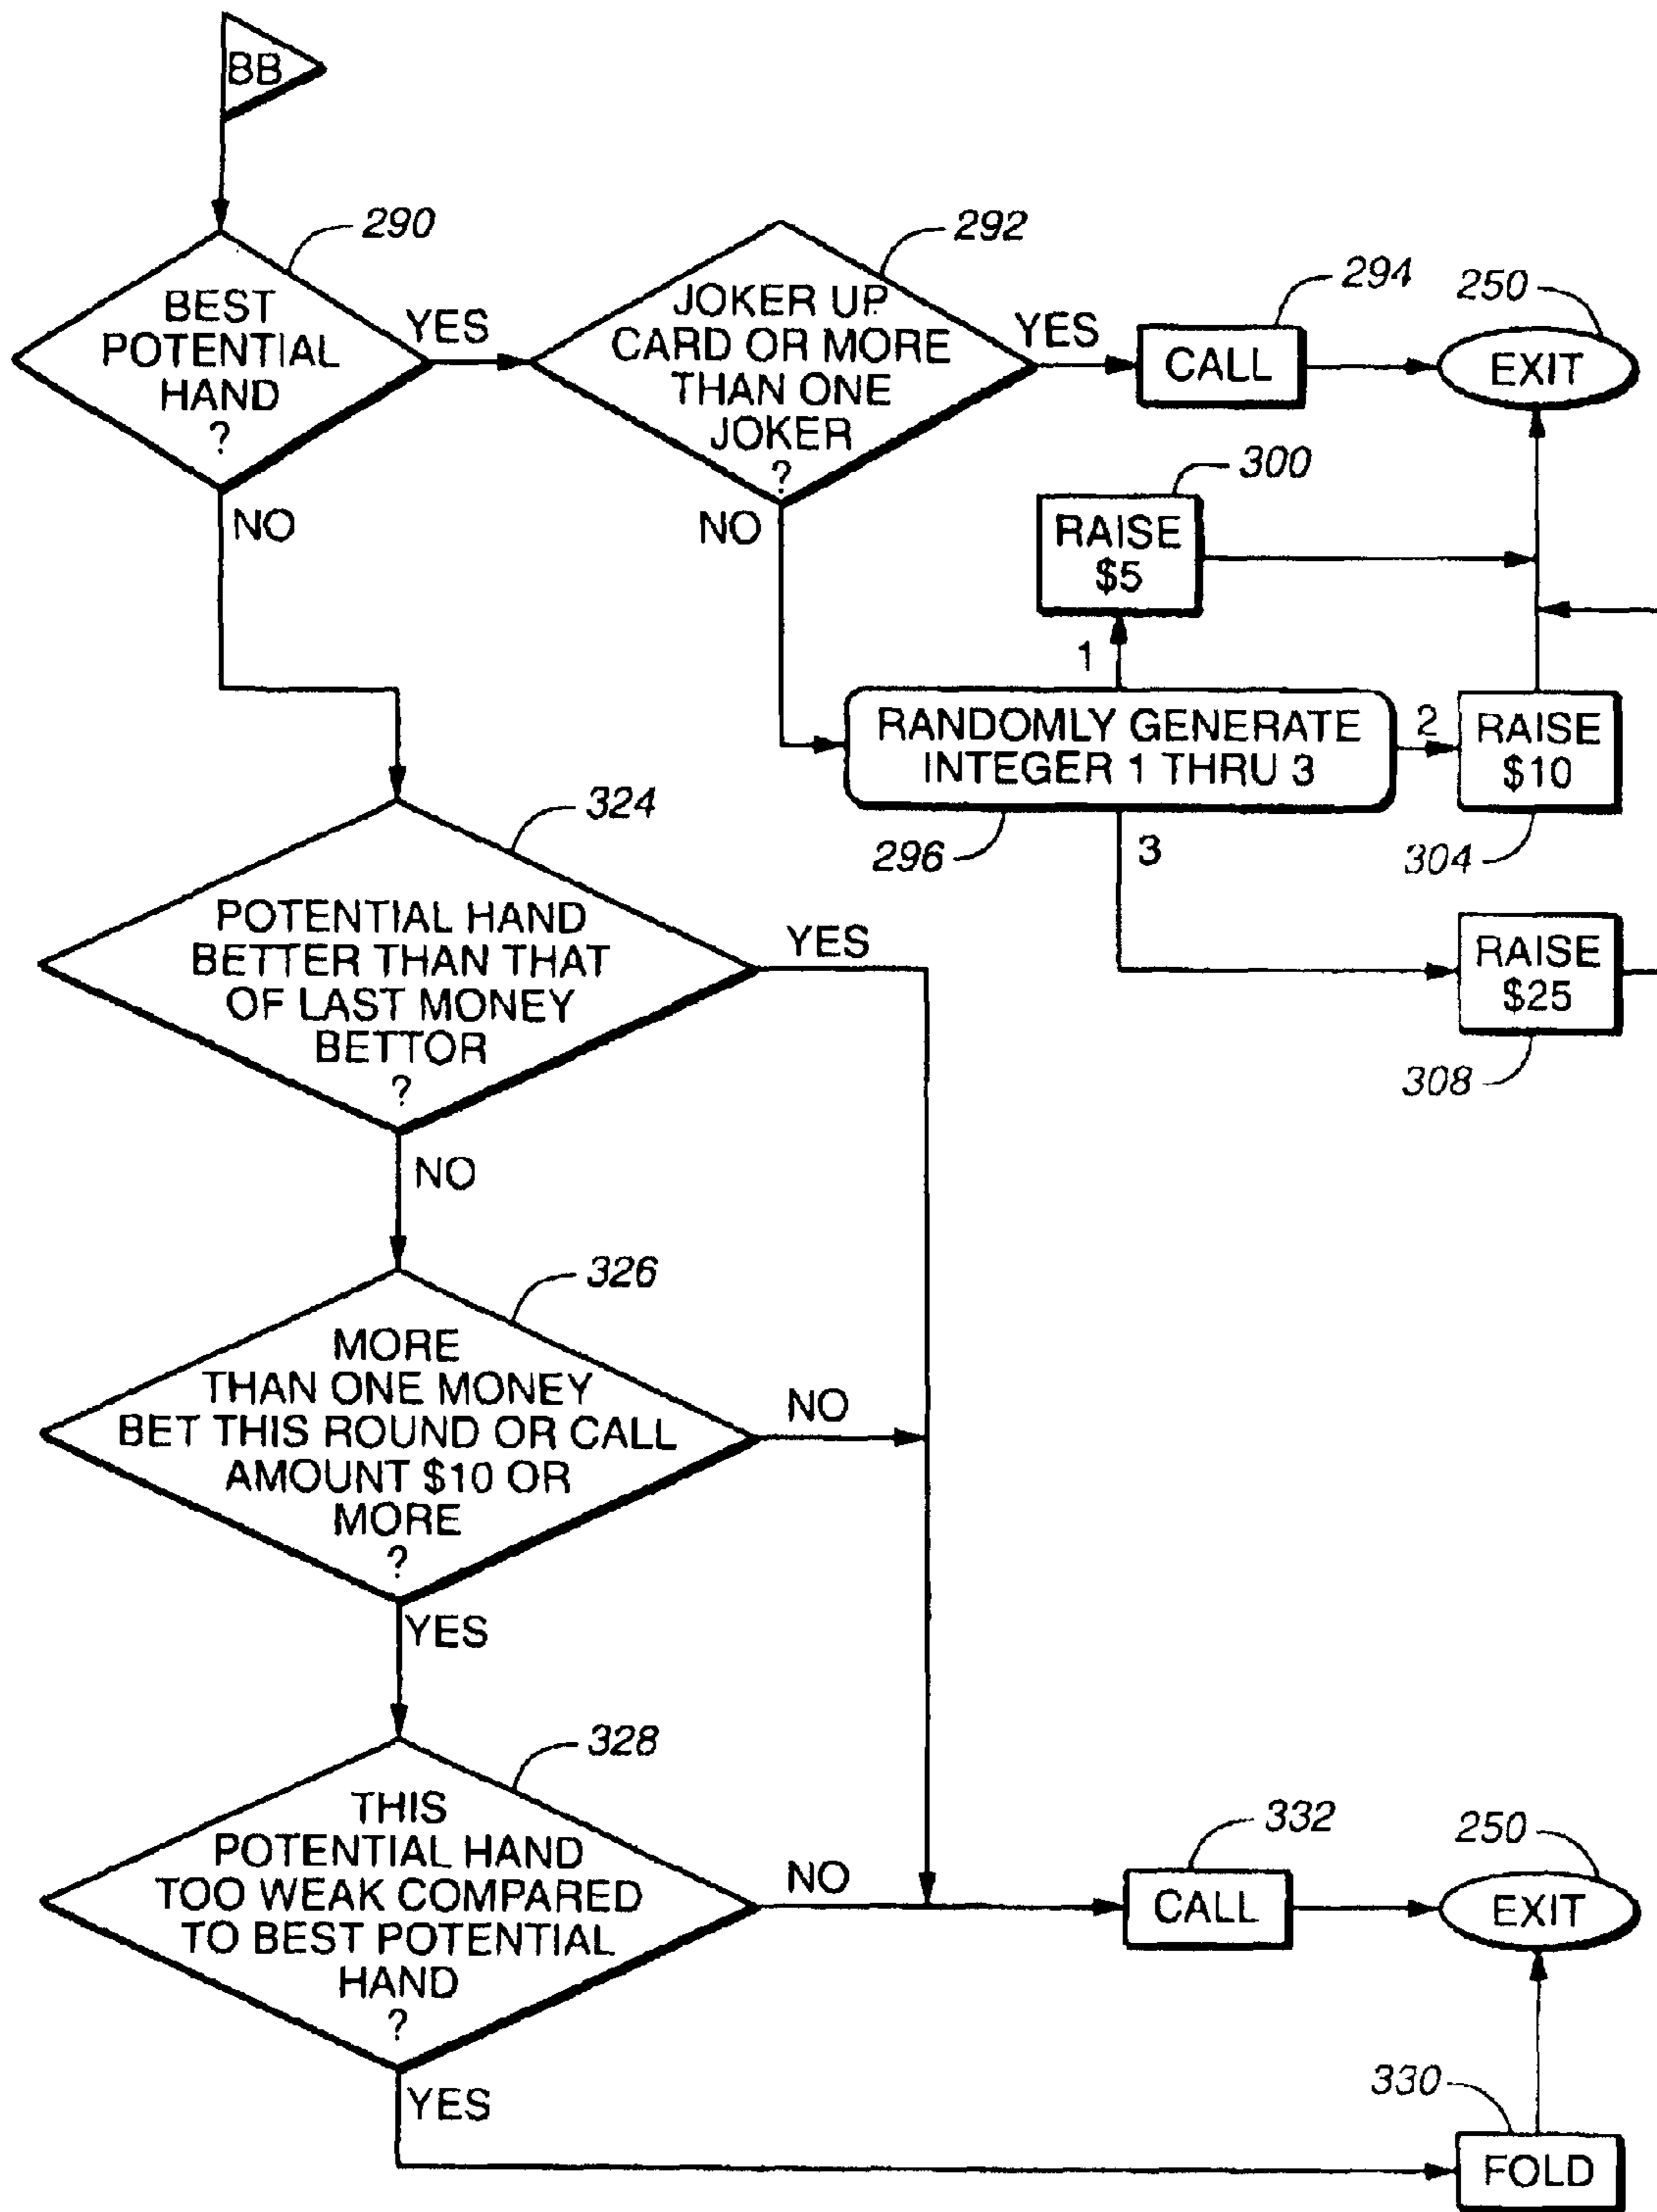 BB
290
BEST
POTENTIAL
HAND
?
YES
NO
292
JOKER UP
CARD OR MORE
THAN ONE
JOKER
?
YES
NO
294
CALL
250
EXIT
300
RAISE
$5
1
RANDOMLY GENERATE
INTEGER 1 THRU 3
296
2
RAISE
$10
304
3
RAISE
$25
308
324
POTENTIAL HAND
BETTER THAN THAT
OF LAST MONEY
BETTOR
?
YES
NO
326
MORE
THAN ONE MONEY
BET THIS ROUND OR CALL
AMOUNT $10 OR
MORE
?
NO
YES
328
THIS
POTENTIAL HAND
TOO WEAK COMPARED
TO BEST POTENTIAL
HAND
?
NO
YES
332
CALL
250
EXIT
330
FOLD